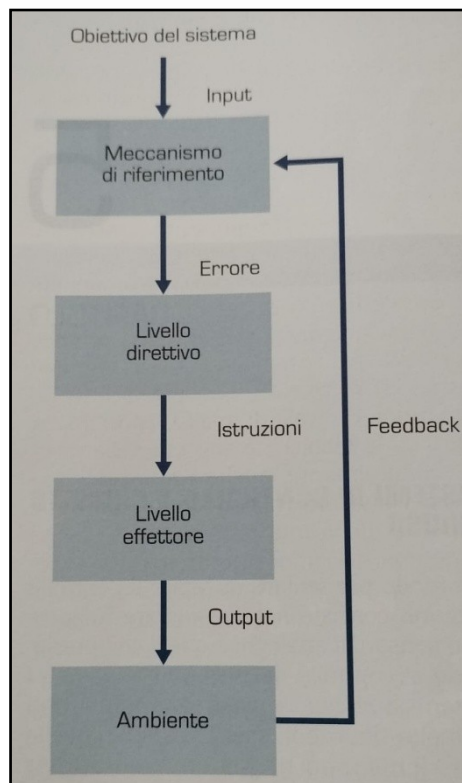 Obiettivo del sistema
Input
Meccanismo
di riferimento
Errore
Livello
direttivo
Istruzioni
Feedback
Livello
effettore
Output
Ambiente